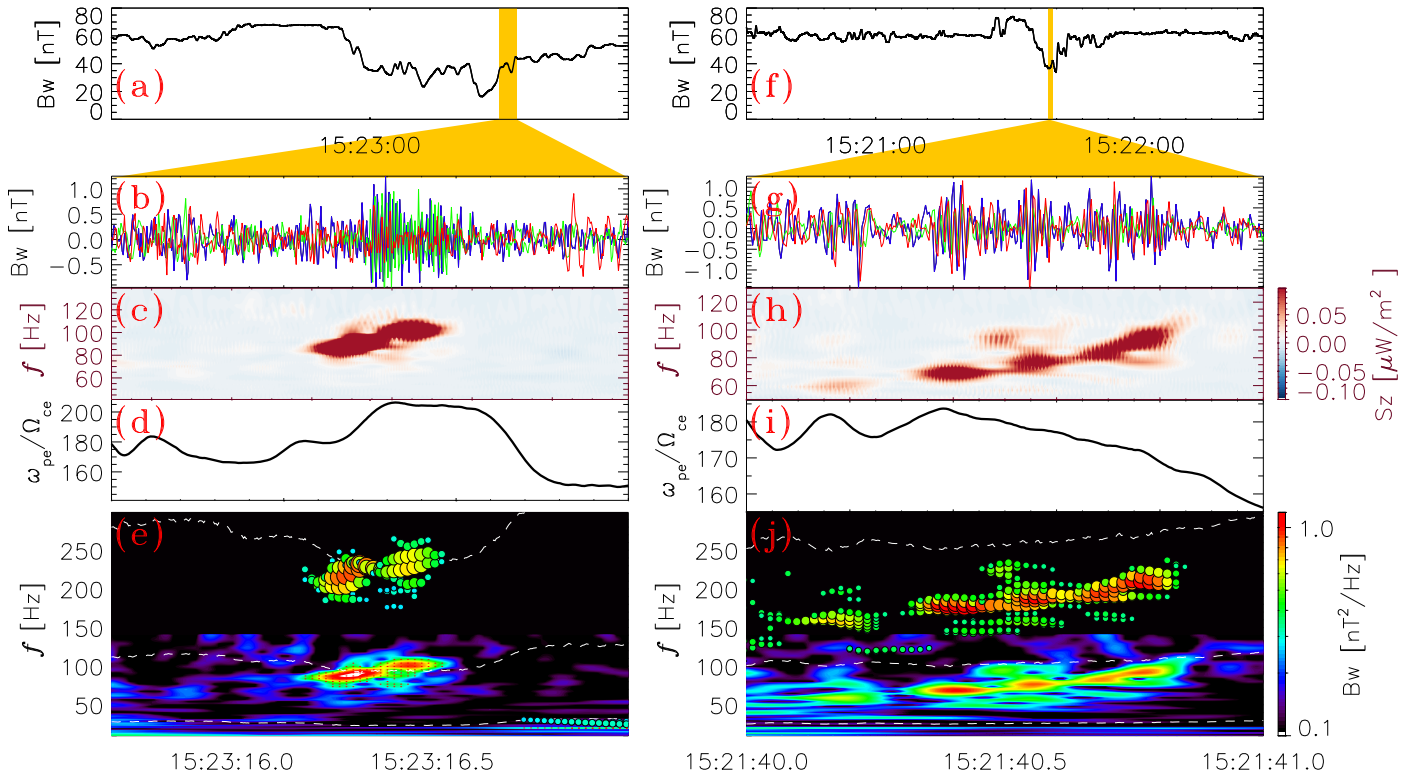 80
60
40
20
0
Bw [nT]
(a)
15:23:00
1.0
0.5
0.0
−0.5
Bw [nT]
(b)
120
100
80
60
f [Hz]
(c)
200
180
160
ω_pe/Ω_ce
(d)
250
200
150
100
50
f [Hz]
(e)
15:23:16.0 15:23:16.5
80
60
40
20
0
Bw [nT]
(f)
15:21:00 15:22:00
1.0
0.5
0.0
−0.5
−1.0
Bw [nT]
(g)
120
100
80
60
f [Hz]
(h)
0.05
0.00
−0.05
−0.10
Sz [μW/m²]
180
170
160
ω_pe/Ω_ce
(i)
250
200
150
100
50
f [Hz]
(j)
15:21:40.0 15:21:40.5 15:21:41.0
1.0
0.1
Bw [nT²/Hz]